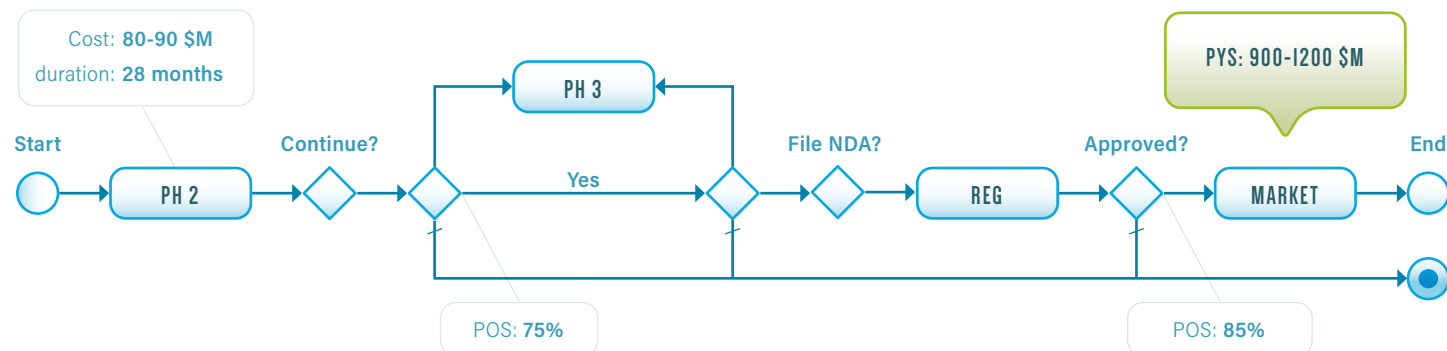 Cost: 80-90 $M
duration: 28 months
PYS: 900-1200 $M
PH 3
Start
Continue?
File NDA?
Approved?
End
PH 2
Yes
REG
MARKET
POS: 75%
POS: 85%